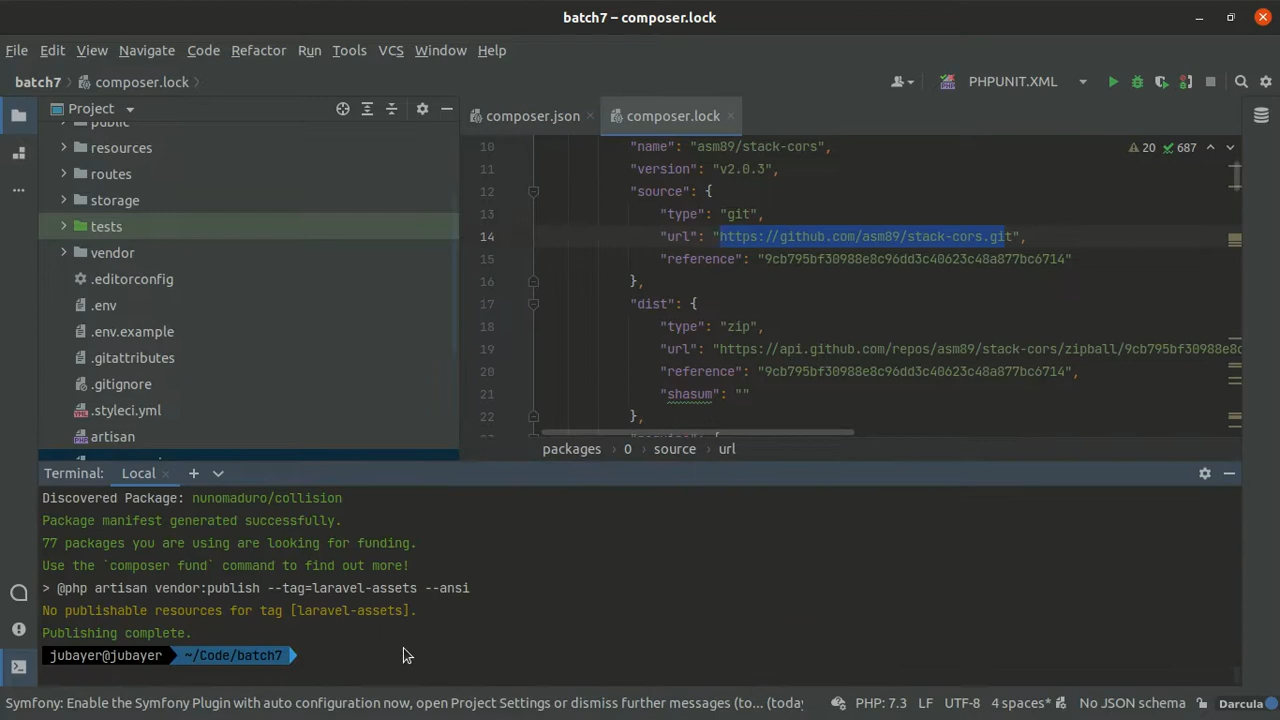 batch7 – composer.lock
File Edit View Navigate Code Refactor Run Tools VCS Window Help
batch7 composer.lock
PHPUNIT.XML
Project
public
resources
routes
storage
tests
vendor
.editorconfig
.env
.env.example
.gitattributes
.gitignore
.styleci.yml
artisan
composer.json composer.lock
20 687
10 "name": "asm89/stack-cors",
11 "version": "v2.0.3",
12 "source": {
13 "type": "git",
14 "url": "https://github.com/asm89/stack-cors.git",
15 "reference": "9cb795bf30988e8c96dd3c40623c48a877bc6714"
16 },
17 "dist": {
18 "type": "zip",
19 "url": "https://api.github.com/repos/asm89/stack-cors/zipball/9cb795bf30988e8c
20 "reference": "9cb795bf30988e8c96dd3c40623c48a877bc6714",
21 "shasum": ""
22 },
packages 0 source url
Terminal: Local
Discovered Package: nunomaduro/collision
Package manifest generated successfully.
77 packages you are using are looking for funding.
Use the `composer fund` command to find out more!
> @php artisan vendor:publish --tag=laravel-assets --ansi
No publishable resources for tag [laravel-assets].
Publishing complete.
jubayer@jubayer ~/Code/batch7
Symfony: Enable the Symfony Plugin with auto configuration now, open Project Settings or dismiss further messages (to... (today PHP: 7.3 LF UTF-8 4 spaces* No JSON schema Darcula